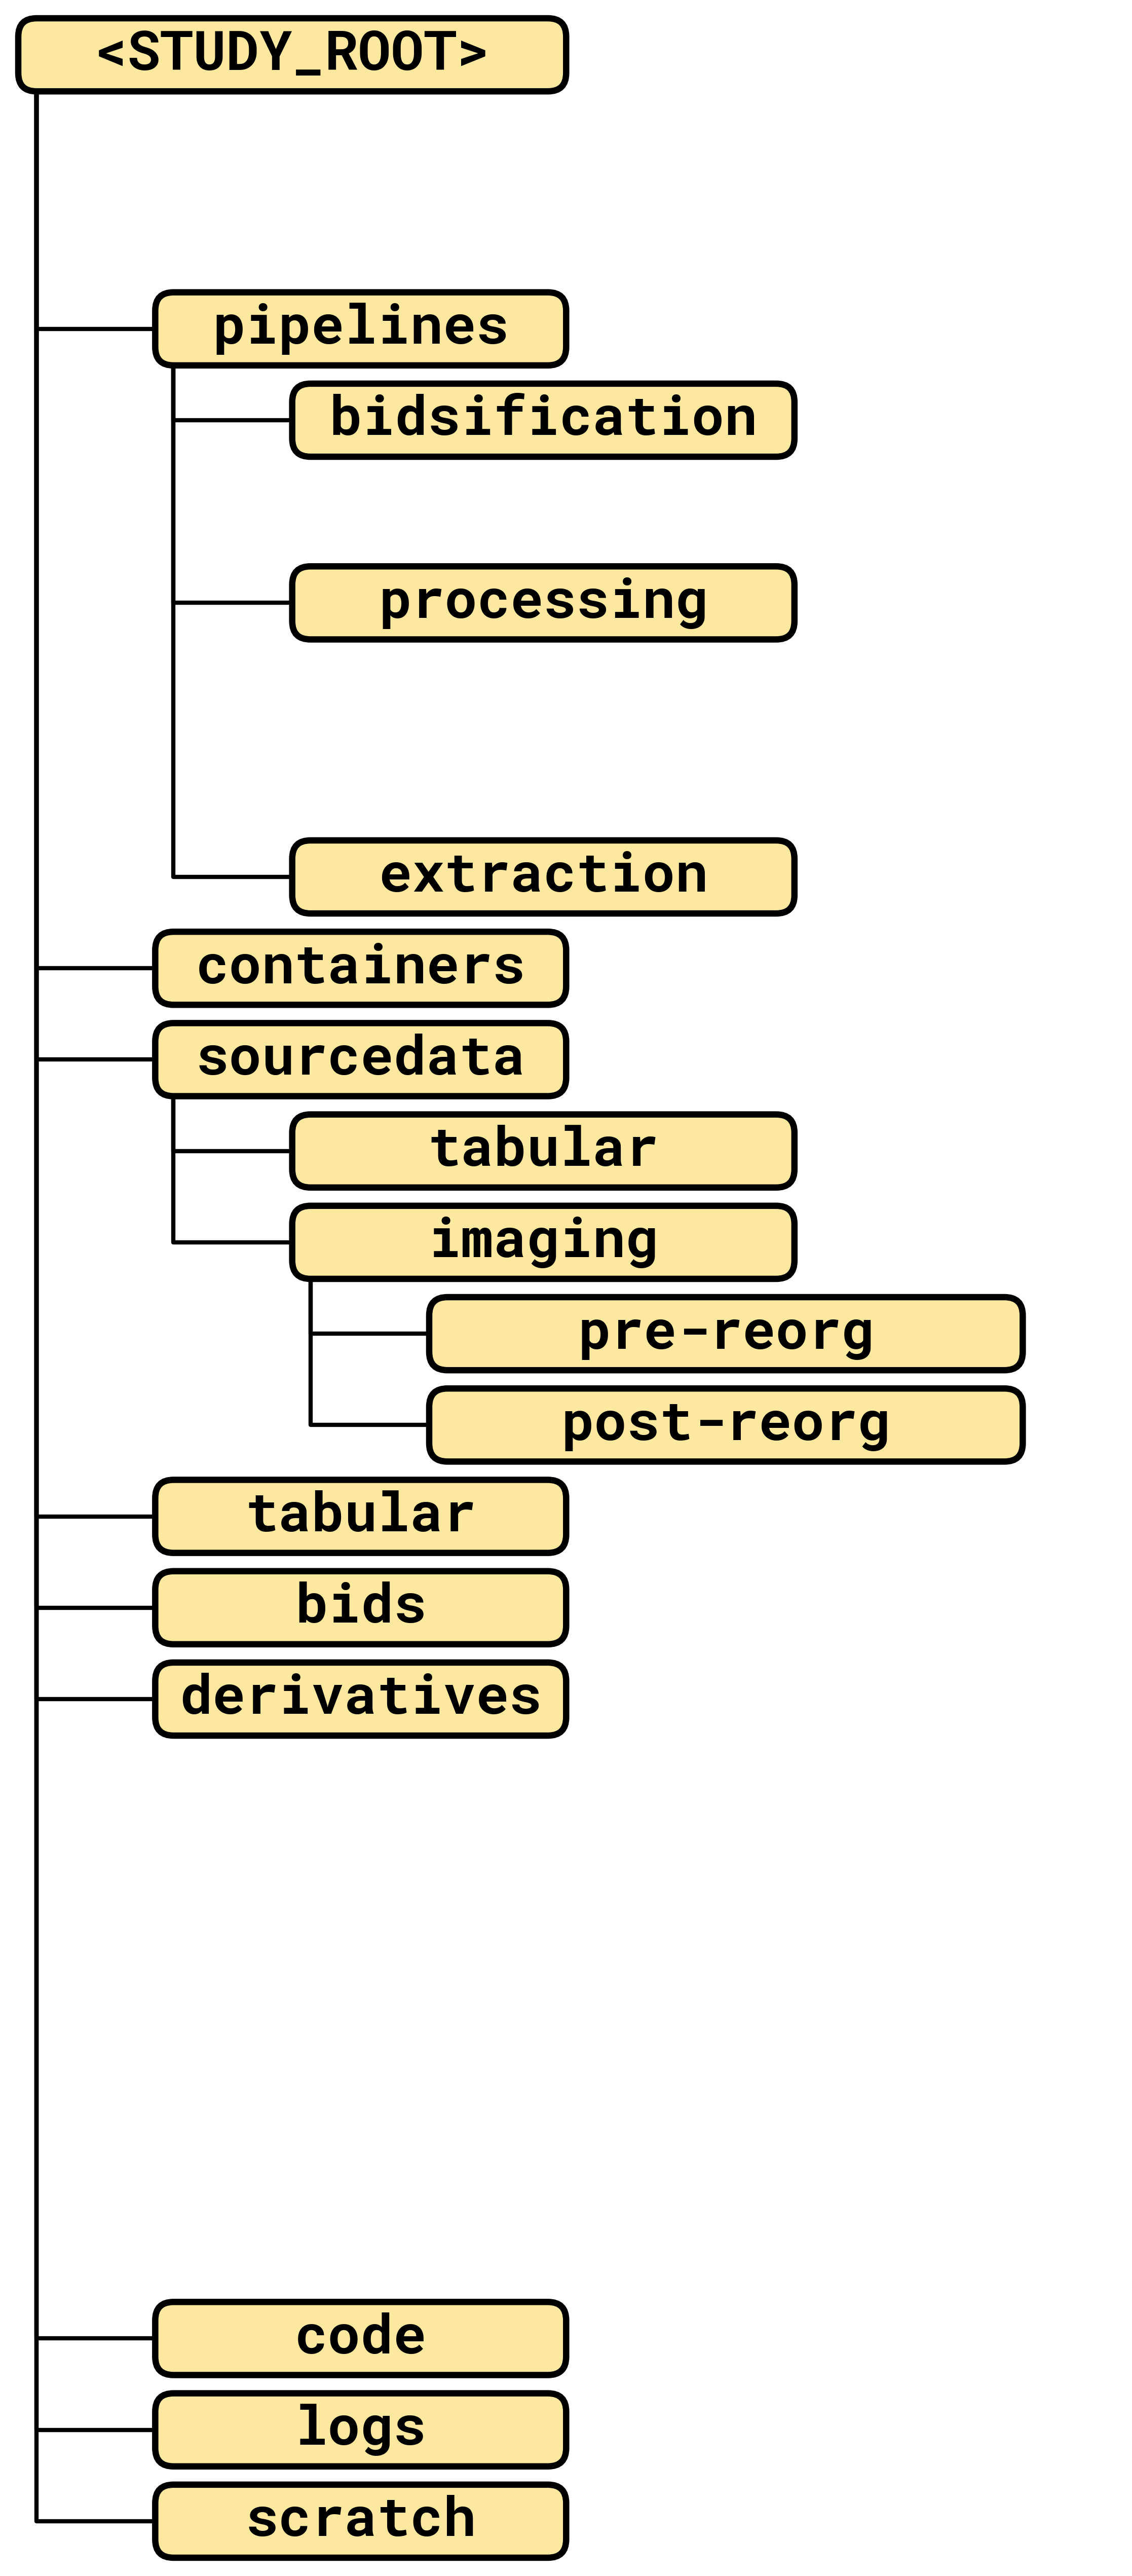 <STUDY_ROOT>
pipelines
bidsification
processing
extraction
containers
sourcedata
tabular
imaging
pre-reorg
post-reorg
tabular
bids
derivatives
code
logs
scratch